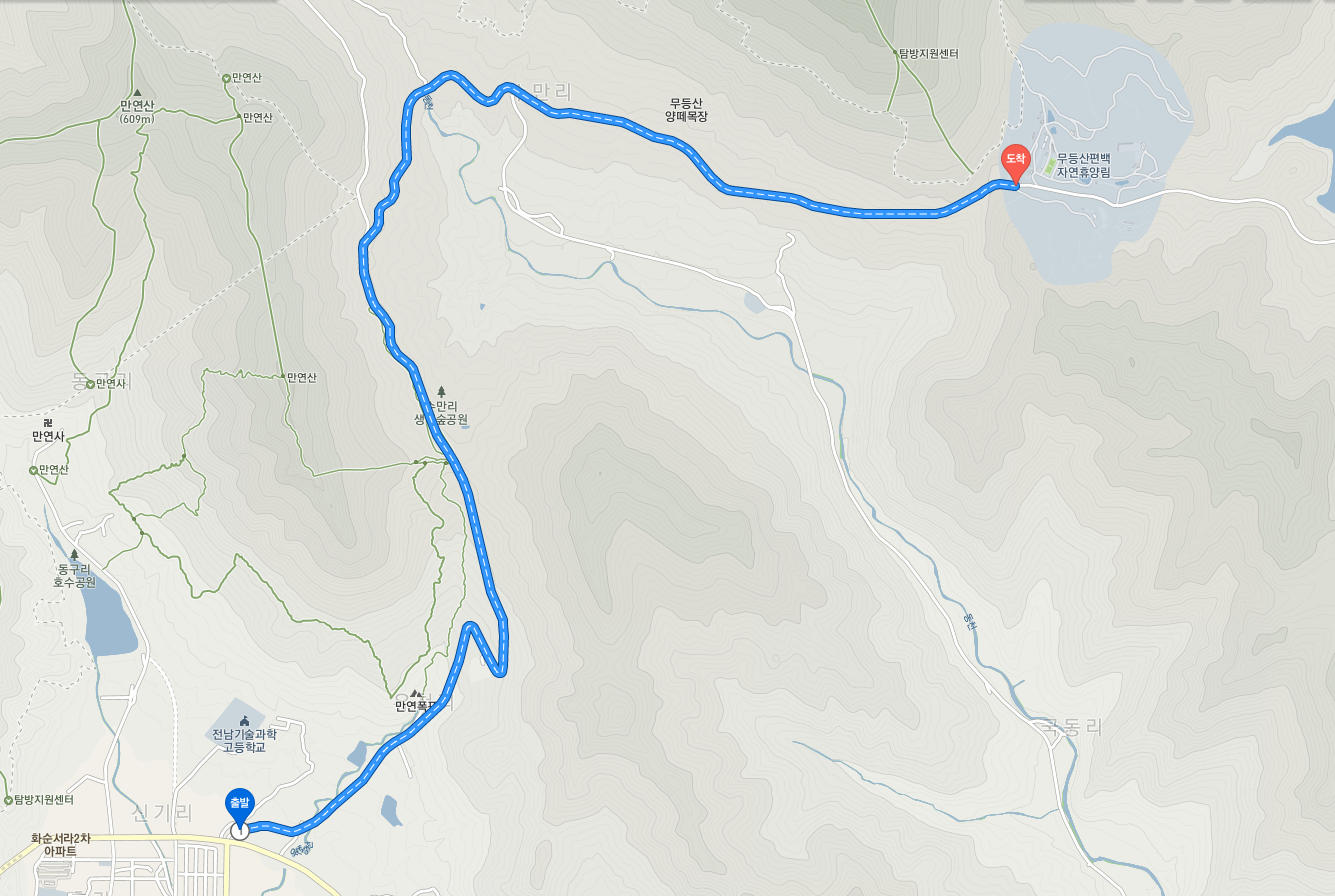 탐방지원센터
만연산
만연산
(609m)
만연산
만리
무등산
양떼목장
도착
무등산편백
자연휴양림
만연사
만연산
만연사
만연산
수만리
생
숲공원
동구리
호수공원
동천
국동리
만연폭포
전남기술과학
고등학교
출발
탐방지원센터
신기리
화순서라2차
아파트